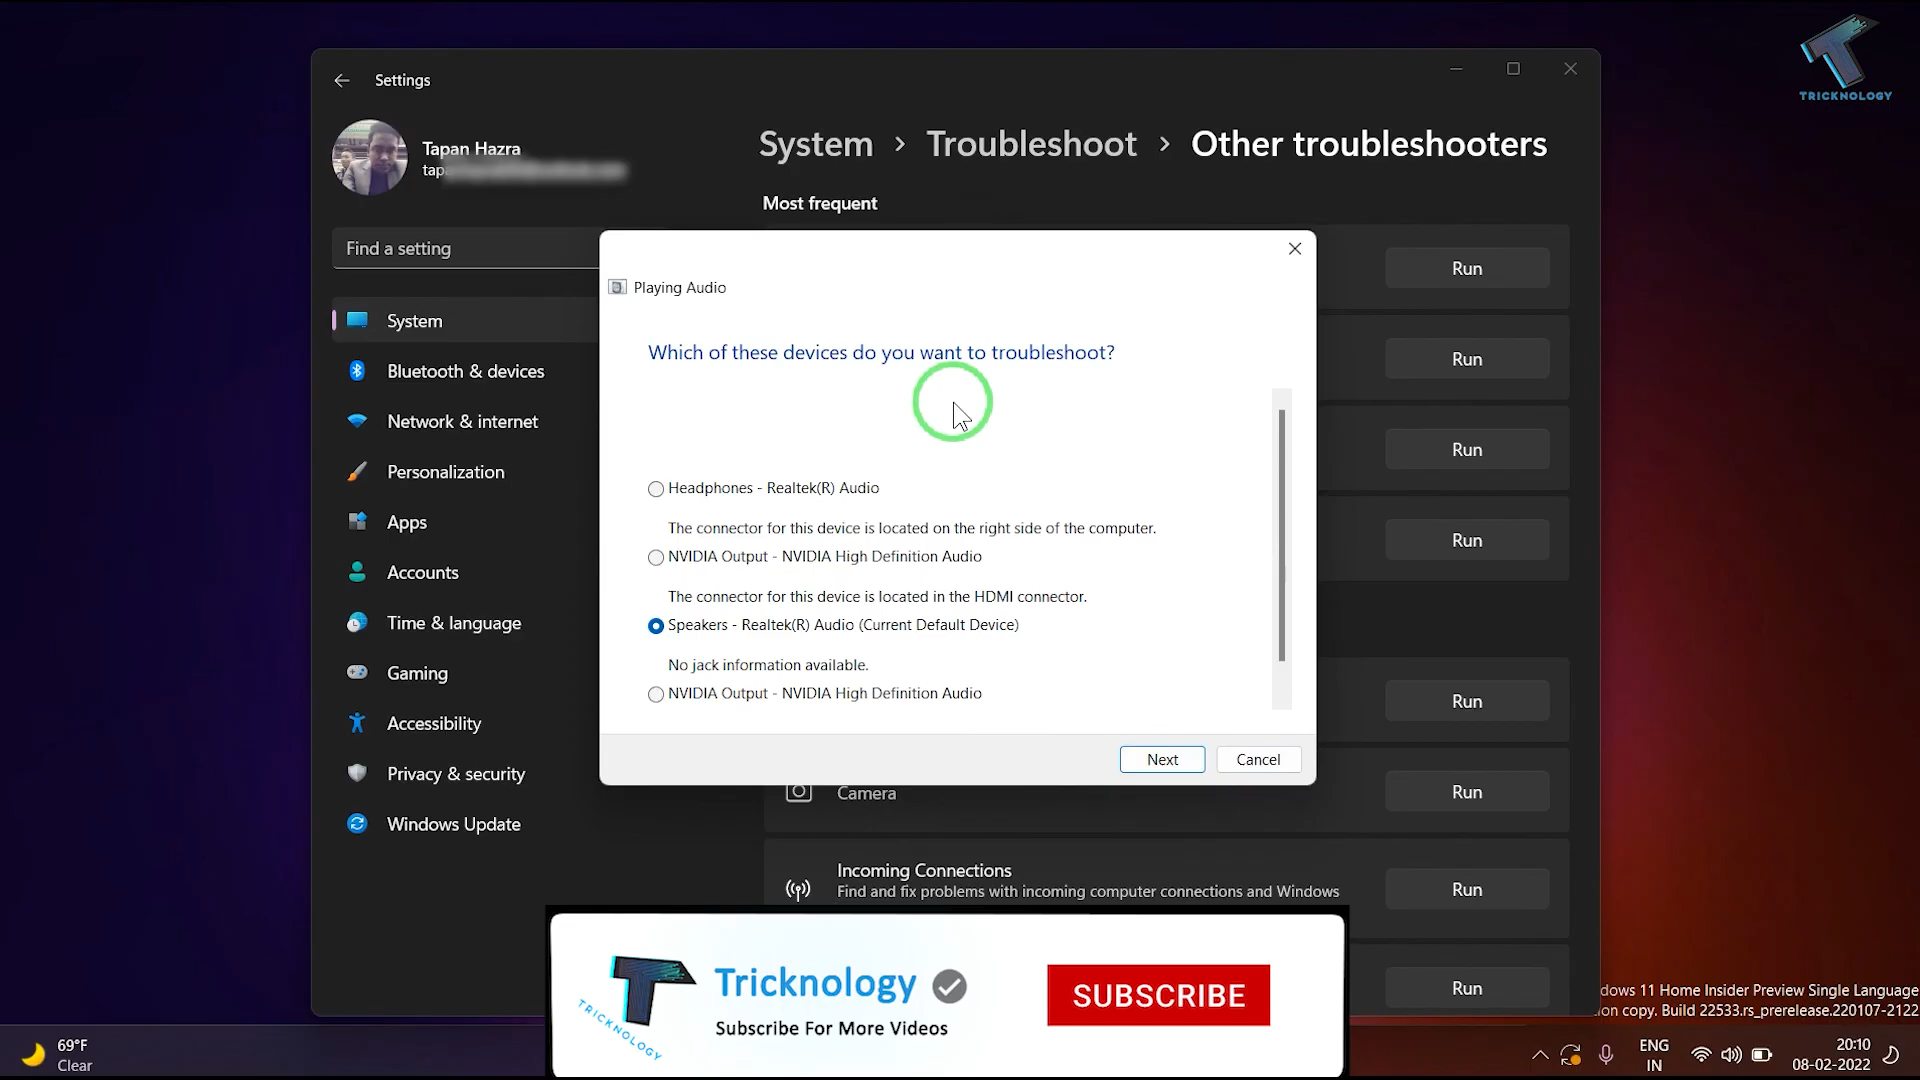 TRICKNOLOGY
Settings
Tapan Hazra
System > Troubleshoot > Other troubleshooters
Most frequent
Find a setting
System
Bluetooth & devices
Network & internet
Personalization
Apps
Accounts
Time & language
Gaming
Accessibility
Privacy & security
Windows Update
Run
Run
Run
Run
Playing Audio
Which of these devices do you want to troubleshoot?
Headphones - Realtek(R) Audio
The connector for this device is located on the right side of the computer.
NVIDIA Output - NVIDIA High Definition Audio
The connector for this device is located in the HDMI connector.
Speakers - Realtek(R) Audio (Current Default Device)
No jack information available.
NVIDIA Output - NVIDIA High Definition Audio
Next Cancel
Run
Camera Run
Incoming Connections
Find and fix problems with incoming computer connections and Windows
Run
Run
TRICKNOLOGY
Tricknology
Subscribe For More Videos
SUBSCRIBE
dows 11 Home Insider Preview Single Language
on copy. Build 22533.rs_prerelease.220107-2122
69°F
Clear
ENG
IN
20:10
08-02-2022